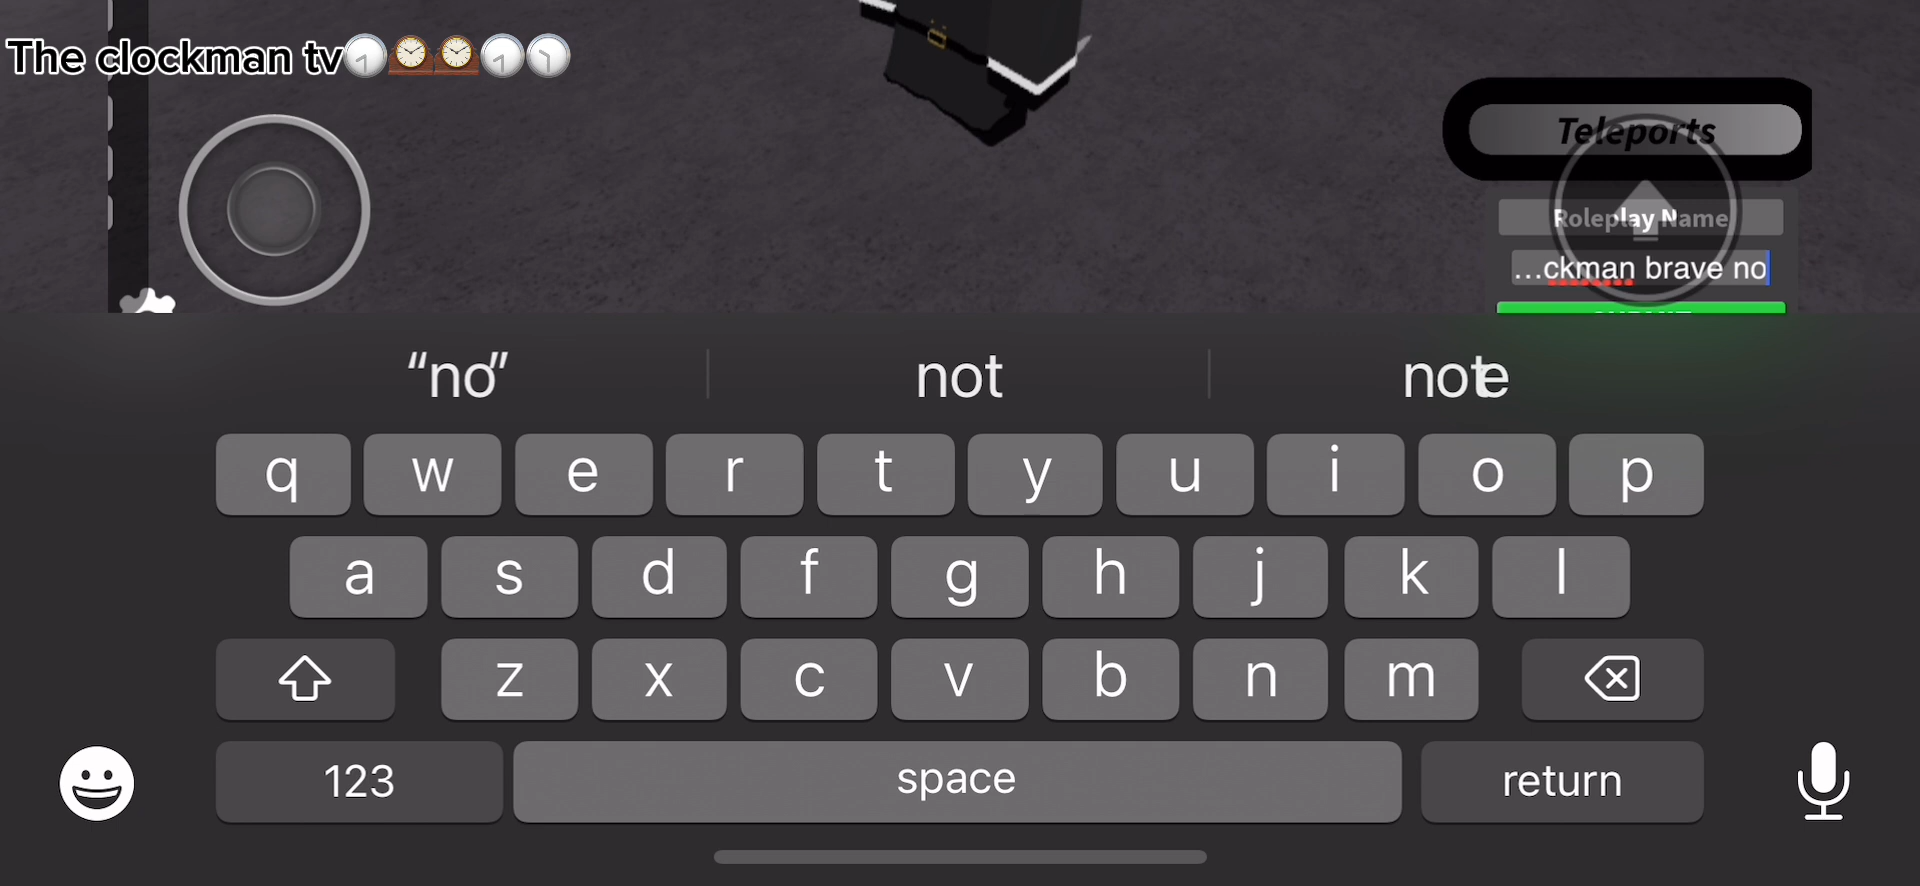 The clockman tv🕣🕰️🕰️🕣🕥
Teleports
Roleplay Name
...ckman brave no
“no”
not
note
q w e r t y u i o p
a s d f g h j k l
z x c v b n m
123
space
return